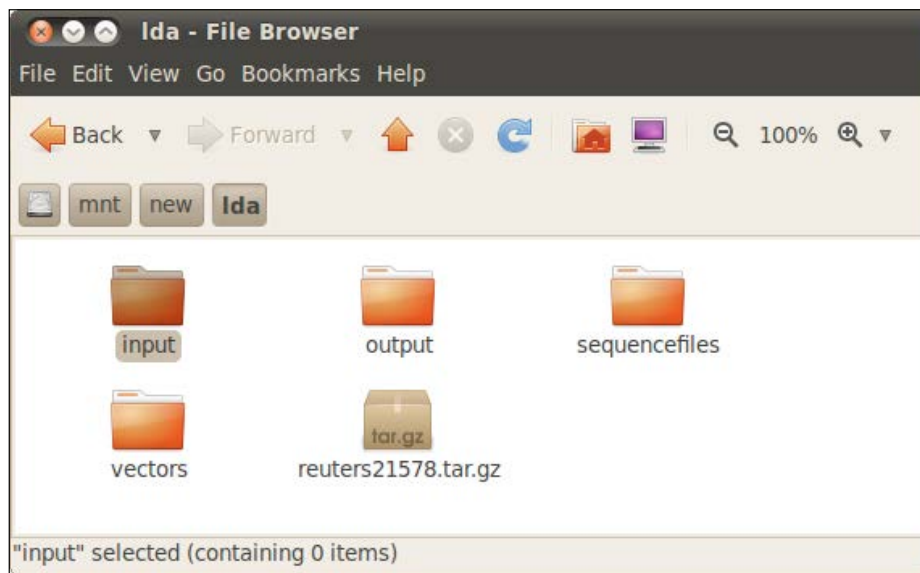 lda - File Browser
File Edit View Go Bookmarks Help
Back Forward 100%
mnt new lda
input output sequencefiles
tar.gz
vectors reuters21578.tar.gz
"input" selected (containing 0 items)